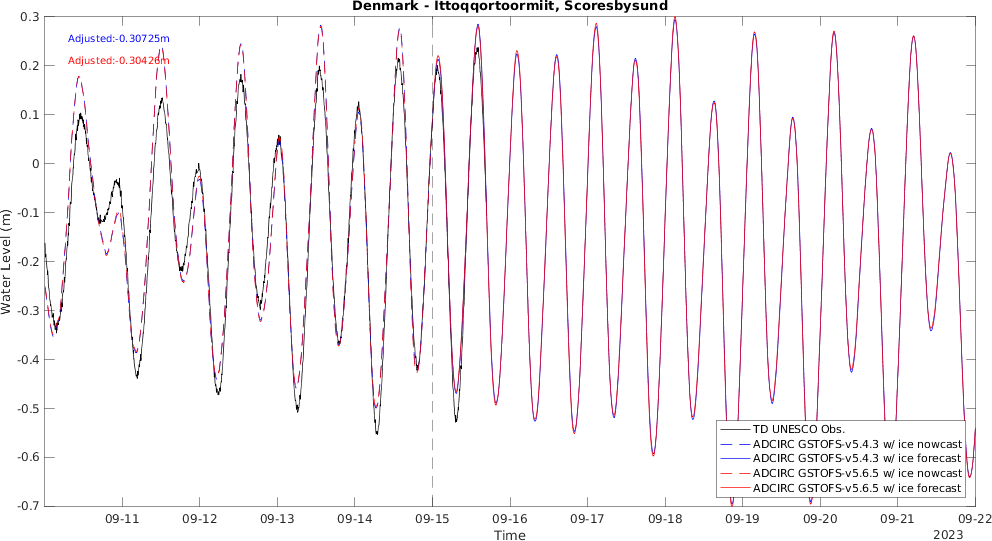 Denmark - Ittoqqortoormiit, Scoresbysund
Adjusted:-0.30725m
Adjusted:-0.30426m
Water Level (m)
0.3
0.2
0.1
0
-0.1
-0.2
-0.3
-0.4
-0.5
-0.6
-0.7
TD UNESCO Obs.
ADCIRC GSTOFS-v5.4.3 w/ ice nowcast
ADCIRC GSTOFS-v5.4.3 w/ ice forecast
ADCIRC GSTOFS-v5.6.5 w/ ice nowcast
ADCIRC GSTOFS-v5.6.5 w/ ice forecast
09-11 09-12 09-13 09-14 09-15 09-16 09-17 09-18 09-19 09-20 09-21 09-22
Time
2023